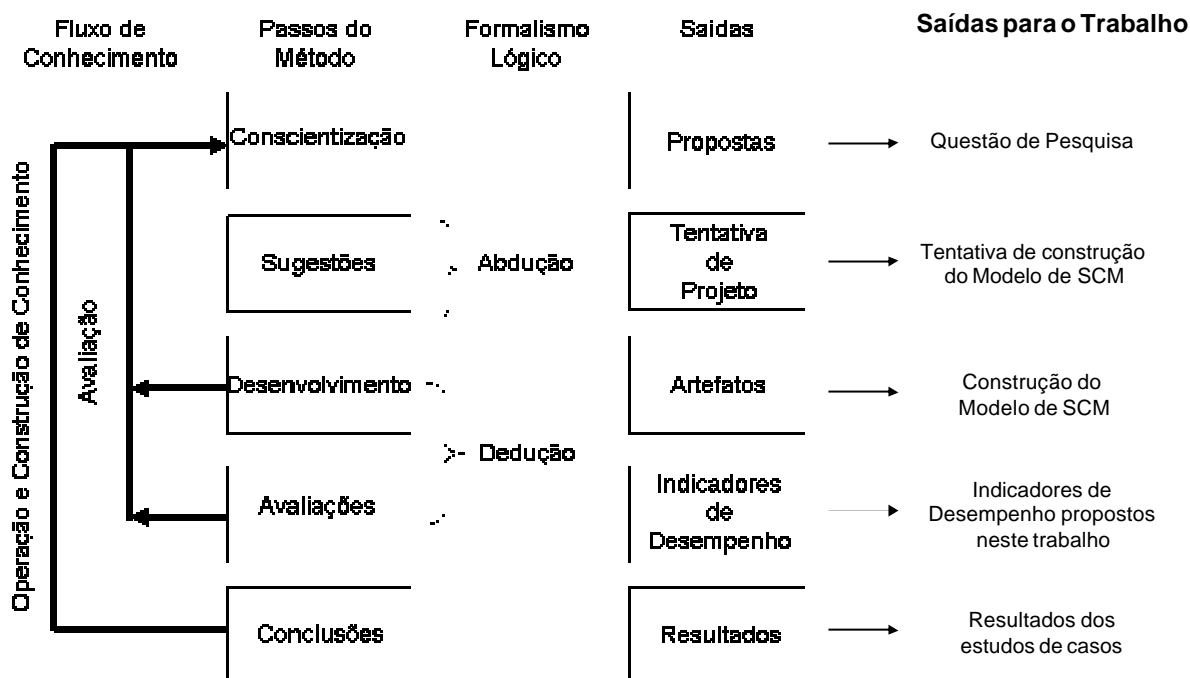 Fluxo de
Conhecimento
Passos do
Método
Formalismo
Lógico
Saídas
Saídas para o Trabalho
Operação e Construção de Conhecimento
Avaliação
Conscientização
Propostas
Questão de Pesquisa
Sugestões
Abdução
Tentativa
de
Projeto
Tentativa de construção
do Modelo de SCM
Desenvolvimento
Artefatos
Construção do
Modelo de SCM
Dedução
Avaliações
Indicadores
de
Desempenho
Indicadores de
Desempenho propostos
neste trabalho
Conclusões
Resultados
Resultados dos
estudos de casos